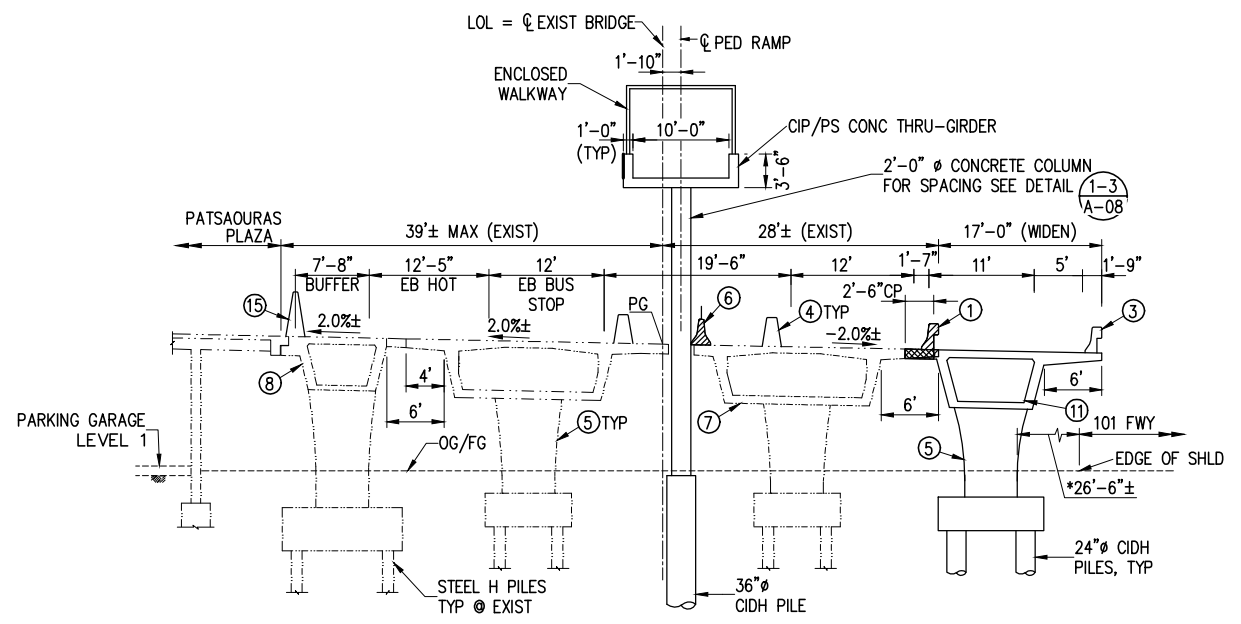 LOL = ℄ EXIST BRIDGE
℄ PED RAMP
1'-10"
ENCLOSED
WALKWAY
1'-0"
(TYP)
10'-0"
CIP/PS CONC THRU-GIRDER
3'-6"
2'-0" ø CONCRETE COLUMN
FOR SPACING SEE DETAIL
1-3
A-08
PATSAOURAS
PLAZA
39'± MAX (EXIST)
28'± (EXIST)
17'-0" (WIDEN)
7'-8"
BUFFER
12'-5"
EB HOT
12'
EB BUS
STOP
19'-6"
12'
1'-7"
11'
5'
1'-9"
2'-6"CP
15
2.0%±
2.0%±
PG
6
4 TYP
-2.0%±
1
3
8
4'
6'
5 TYP
7
6'
6'
11
PARKING GARAGE
LEVEL 1
OG/FG
5
101 FWY
EDGE OF SHLD
*26'-6"±
STEEL H PILES
TYP @ EXIST
36"ø
CIDH PILE
24"ø CIDH
PILES, TYP